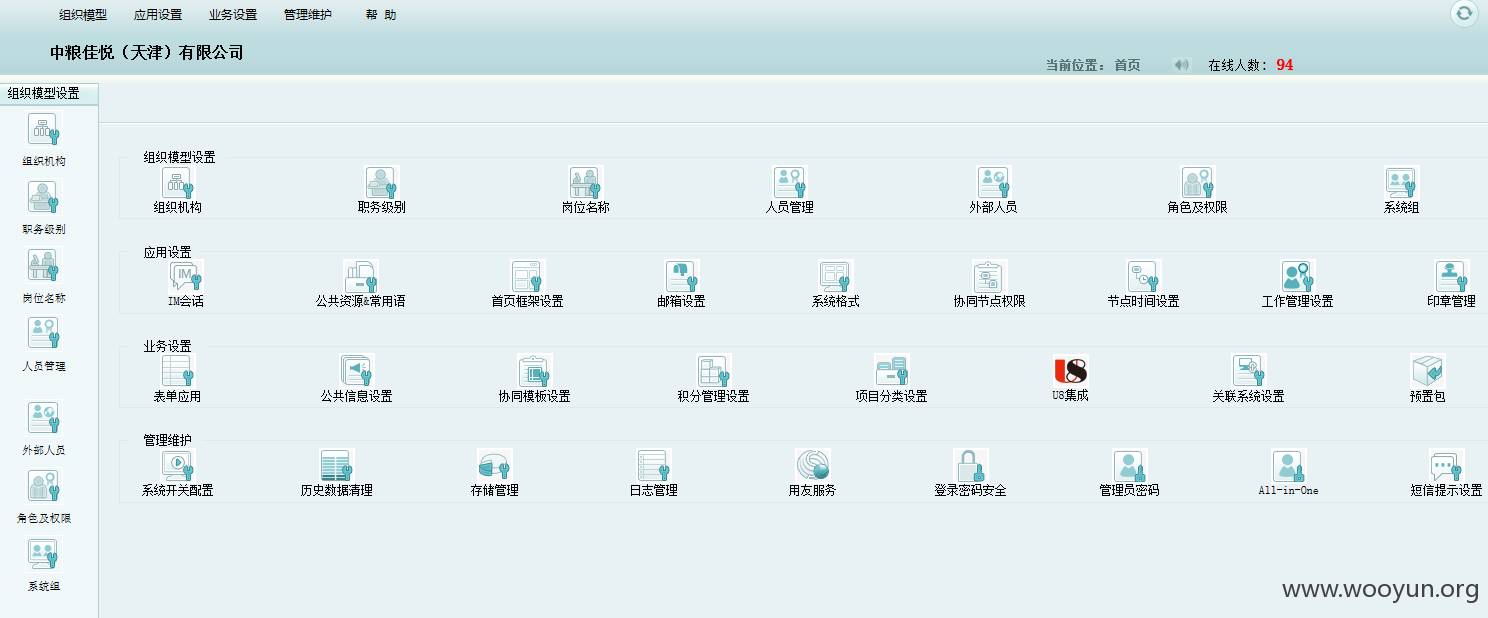 组织模型 应用设置 业务设置 管理维护 帮 助
中粮佳悦（天津）有限公司
当前位置： 首页 在线人数： 94
组织模型设置
组织机构
职务级别
岗位名称
人员管理
外部人员
角色及权限
系统组
组织模型设置
组织机构 职务级别 岗位名称 人员管理 外部人员 角色及权限 系统组
应用设置
IM
IM会话 公共资源&常用语 首页框架设置 邮箱设置 系统格式 协同节点权限 节点时间设置 工作管理设置 印章管理
业务设置
U8
表单应用 公共信息设置 协同模板设置 积分管理设置 项目分类设置 U8集成 关联系统设置 预置包
管理维护
系统开关配置 历史数据清理 存储管理 日志管理 用友服务 登录密码安全 管理员密码 All-in-One 短信提示设置
www.wooyun.org